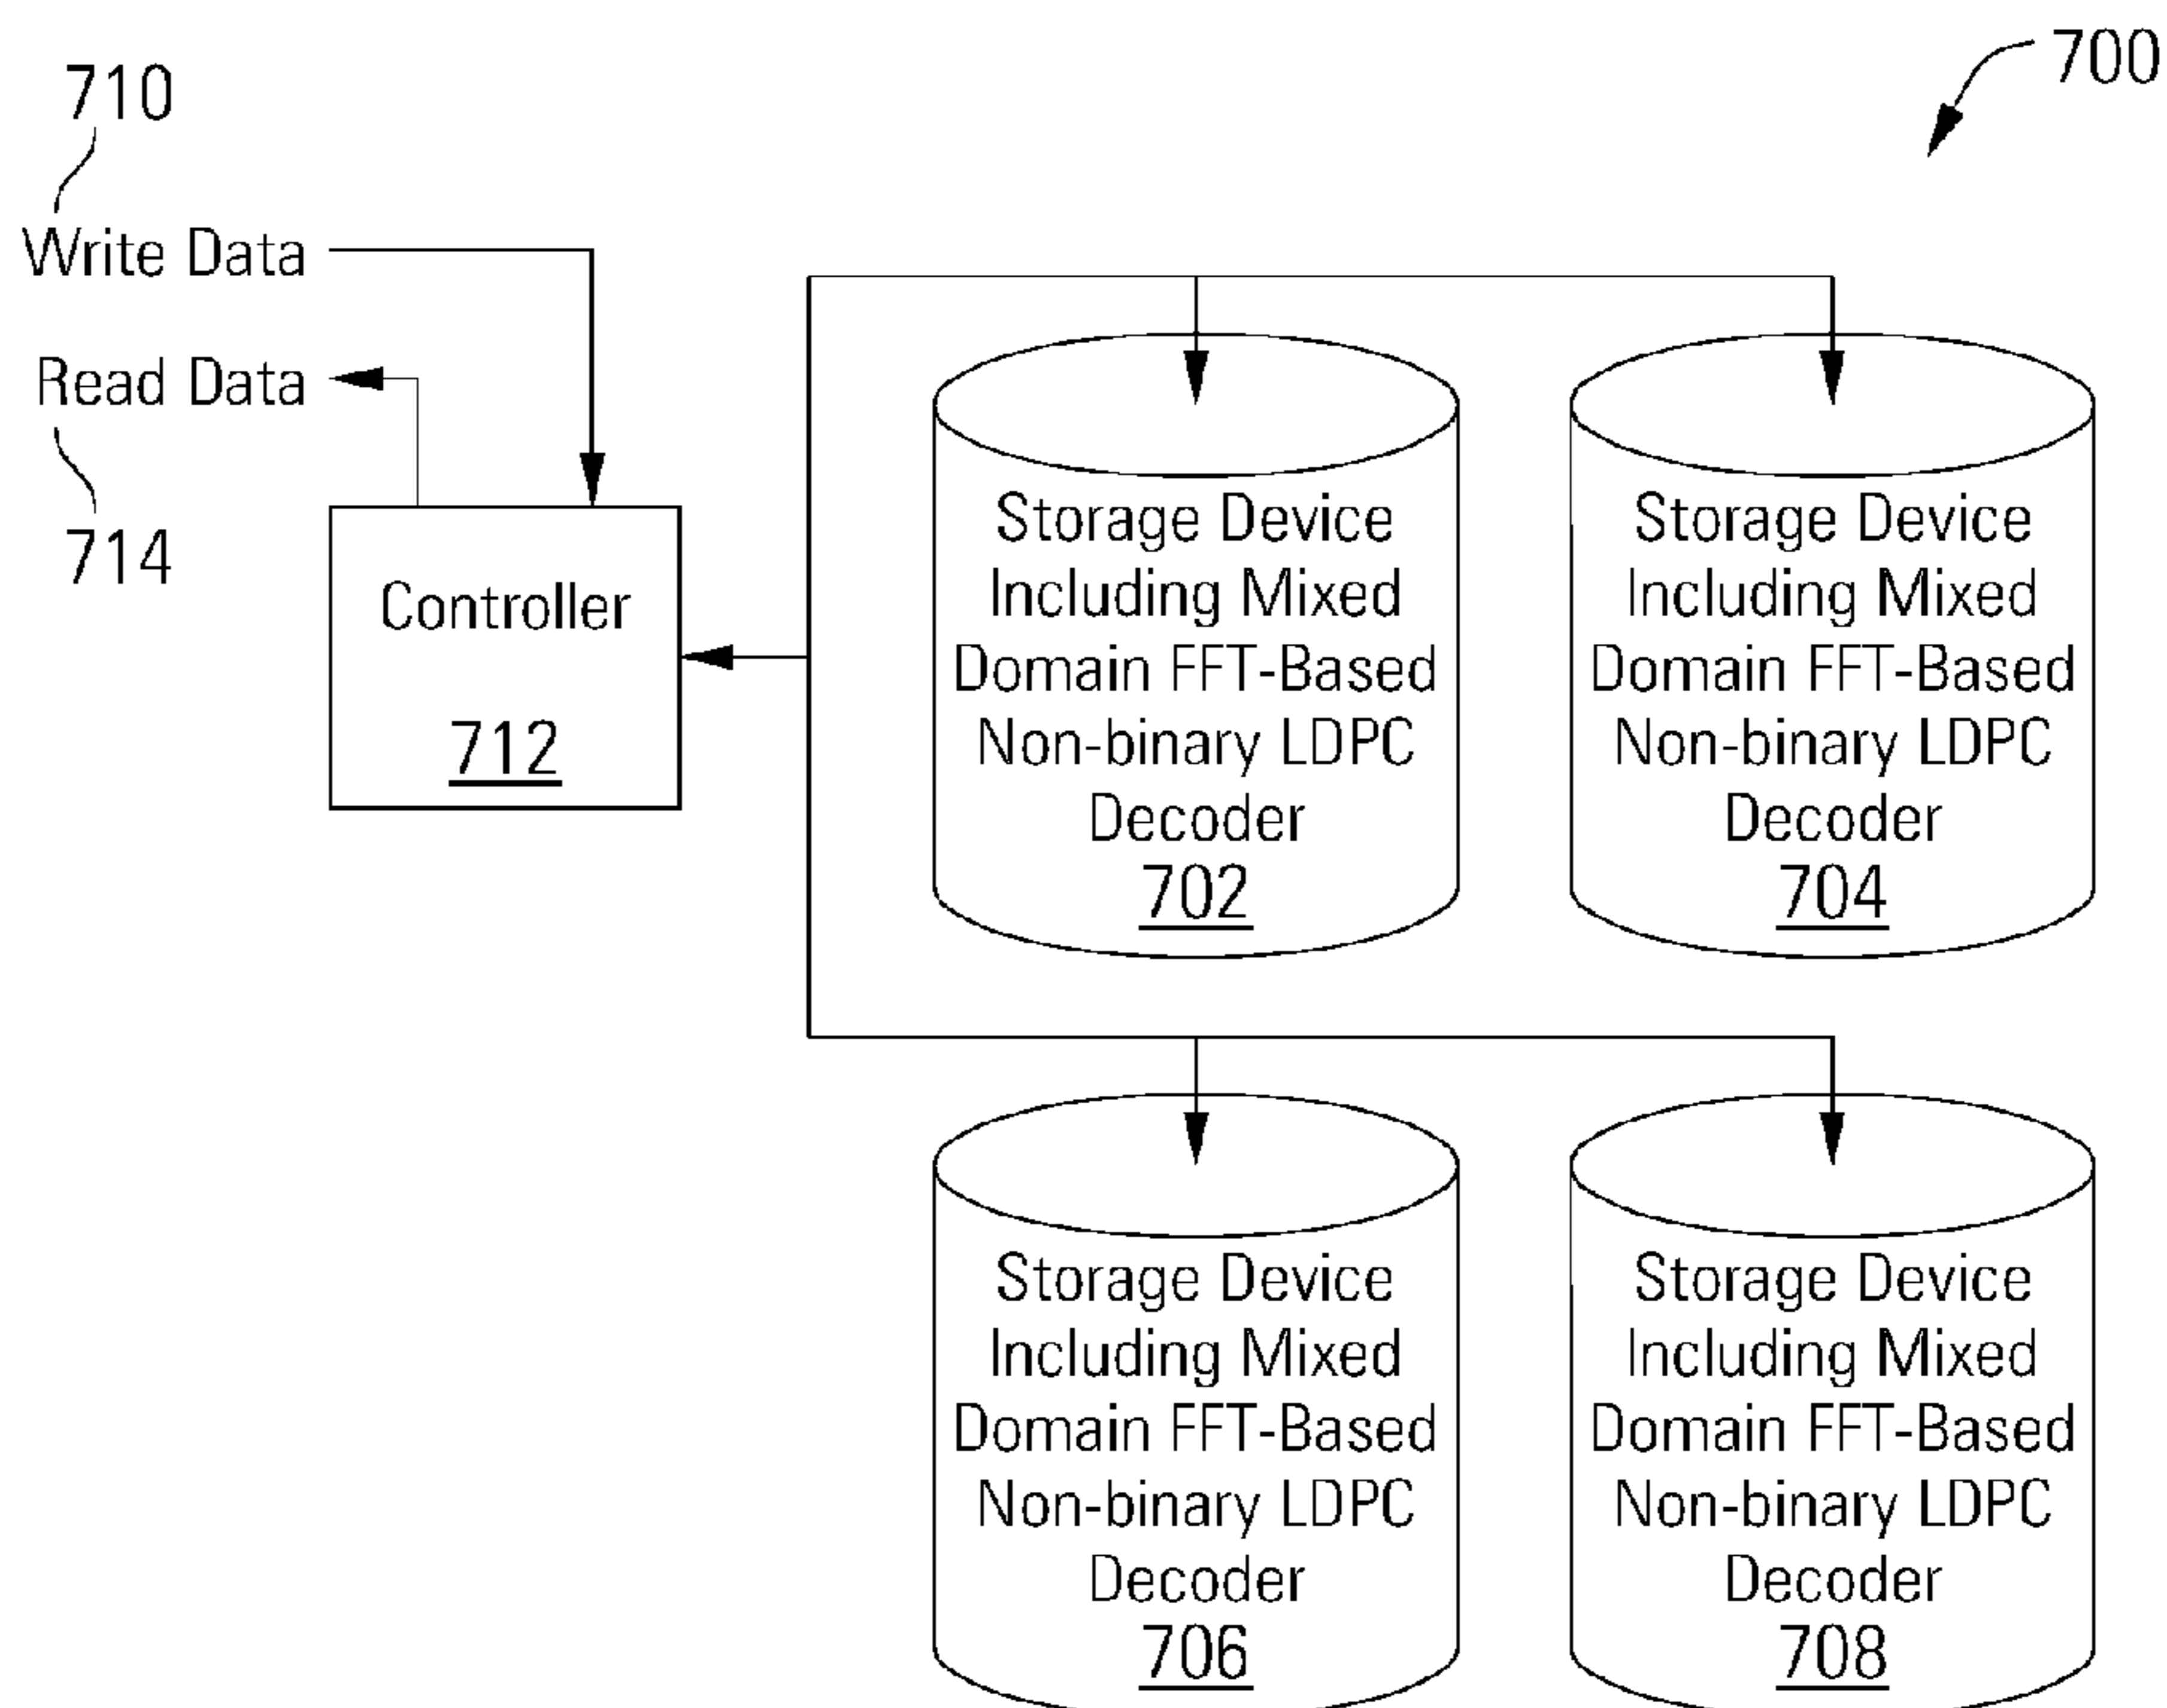 700
710
Write Data
Read Data
714
Controller
712
Storage Device
Including Mixed
Domain FFT-Based
Non-binary LDPC
Decoder
702
Storage Device
Including Mixed
Domain FFT-Based
Non-binary LDPC
Decoder
704
Storage Device
Including Mixed
Domain FFT-Based
Non-binary LDPC
Decoder
706
Storage Device
Including Mixed
Domain FFT-Based
Non-binary LDPC
Decoder
708